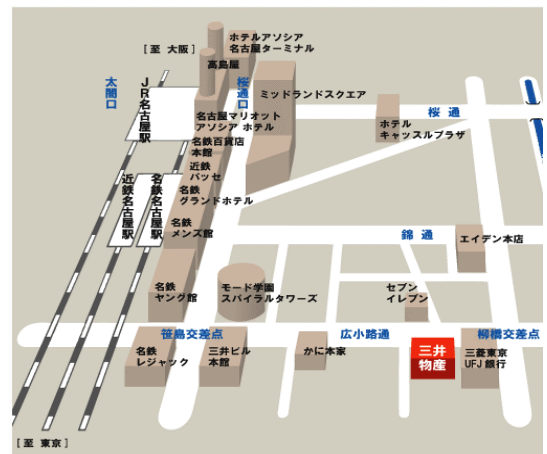 ホテルアソシア
名古屋ターミナル
[至 大阪]
高島屋
太閤口
JR名古屋駅
桜通口
ミッドランドスクエア
桜 通
名古屋マリオット
アソシア ホテル
ホテル
キャッスルプラザ
名鉄百貨店
本館
近鉄
パッセ
近鉄名古屋駅
名鉄名古屋駅
名鉄
グランドホテル
名鉄
メンズ館
錦 通
エイデン本店
名鉄
ヤング館
モード学園
スパイラルタワーズ
セブン
イレブン
笹島交差点
広小路通
柳橋交差点
名鉄
レジャック
三井ビル
本館
かに本家
三井
物産
三菱東京
UFJ銀行
[至 東京]